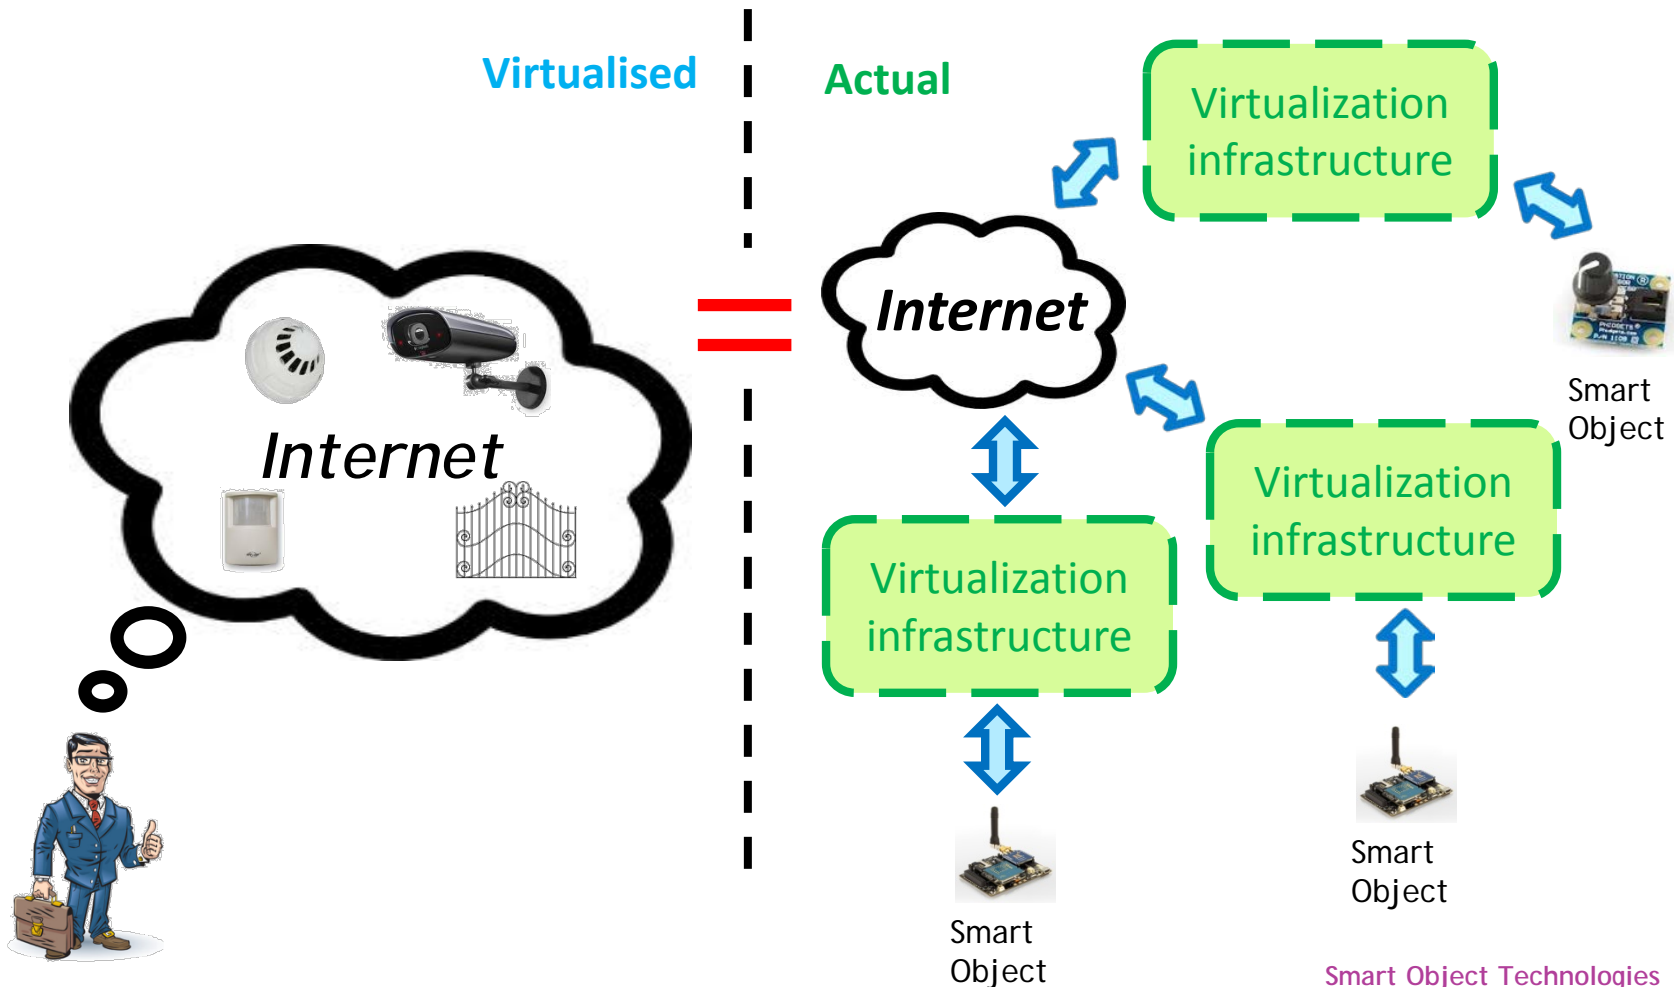 Virtualised
Actual
Virtualization
infrastructure
Internet
Internet
Smart
Object
Virtualization
infrastructure
Virtualization
infrastructure
Smart
Object
Smart
Object
Smart Object Technologies